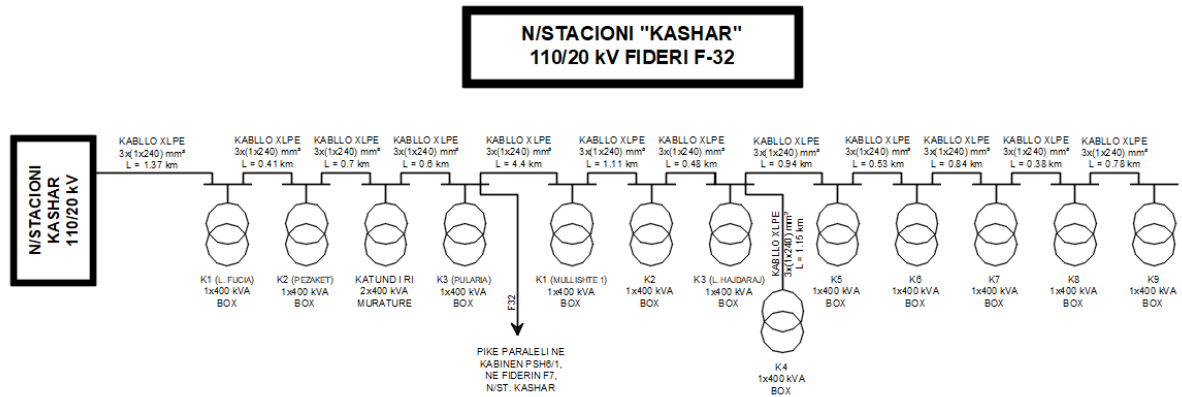 N/STACIONI "KASHAR"
110/20 kV FIDERI F-32
N/STACIONI
KASHAR
110/20 kV
KABLLO XLPE
3x(1x240) mm²
L = 1.37 km
KABLLO XLPE
3x(1x240) mm²
L = 0.41 km
KABLLO XLPE
3x(1x240) mm²
L = 0.7 km
KABLLO XLPE
3x(1x240) mm²
L = 0.6 km
KABLLO XLPE
3x(1x240) mm²
L = 4.4 km
KABLLO XLPE
3x(1x240) mm²
L = 1.11 km
KABLLO XLPE
3x(1x240) mm²
L = 0.48 km
KABLLO XLPE
3x(1x240) mm²
L = 0.94 km
KABLLO XLPE
3x(1x240) mm²
L = 0.53 km
KABLLO XLPE
3x(1x240) mm²
L = 0.84 km
KABLLO XLPE
3x(1x240) mm²
L = 0.38 km
KABLLO XLPE
3x(1x240) mm²
L = 0.78 km
KABLLO XLPE
3x(1x240) mm²
L = 1.15 km
K1 (L. FUCIA)
1x400 kVA
BOX
K2 (PEZAKET)
1x400 kVA
BOX
KATUND I RI
2x400 kVA
MURATURE
K3 (PULARIA)
1x400 kVA
BOX
F32
PIKE PARALELI NE
KABINEN PSH6/1,
NE FIDERIN F7,
N/ST. KASHAR
K1 (MULLISHTE 1)
1x400 kVA
BOX
K2
1x400 kVA
BOX
K3 (L. HAJDARAJ)
1x400 kVA
BOX
K4
1x400 kVA
BOX
K5
1x400 kVA
BOX
K6
1x400 kVA
BOX
K7
1x400 kVA
BOX
K8
1x400 kVA
BOX
K9
1x400 kVA
BOX